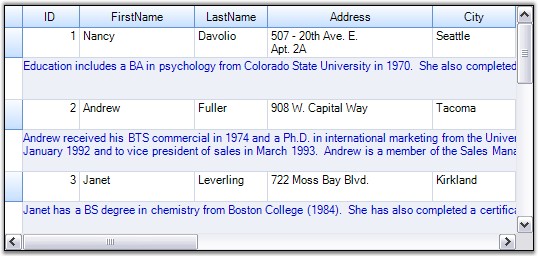 ID FirstName LastName Address City
1 Nancy Davolio 507 - 20th Ave. E. Seattle
Apt. 2A
Education includes a BA in psychology from Colorado State University in 1970. She also completed
2 Andrew Fuller 908 W. Capital Way Tacoma
Andrew received his BTS commercial in 1974 and a Ph.D. in international marketing from the Univer
January 1992 and to vice president of sales in March 1993. Andrew is a member of the Sales Mana
3 Janet Leverling 722 Moss Bay Blvd. Kirkland
Janet has a BS degree in chemistry from Boston College (1984). She has also completed a certifica